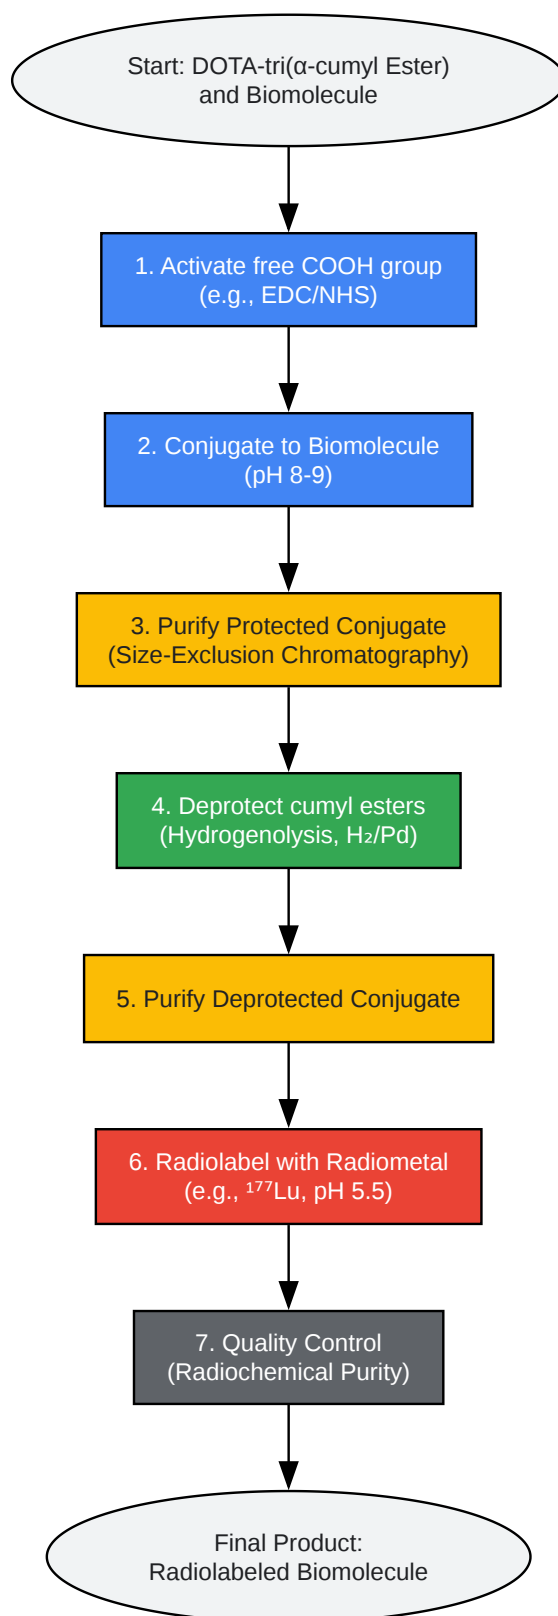 Start: DOTA-tri(α-cumyl Ester)
and Biomolecule
1. Activate free COOH group
(e.g., EDC/NHS)
2. Conjugate to Biomolecule
(pH 8-9)
3. Purify Protected Conjugate
(Size-Exclusion Chromatography)
4. Deprotect cumyl esters
(Hydrogenolysis, H₂/Pd)
5. Purify Deprotected Conjugate
6. Radiolabel with Radiometal
(e.g., ¹⁷⁷Lu, pH 5.5)
7. Quality Control
(Radiochemical Purity)
Final Product:
Radiolabeled Biomolecule